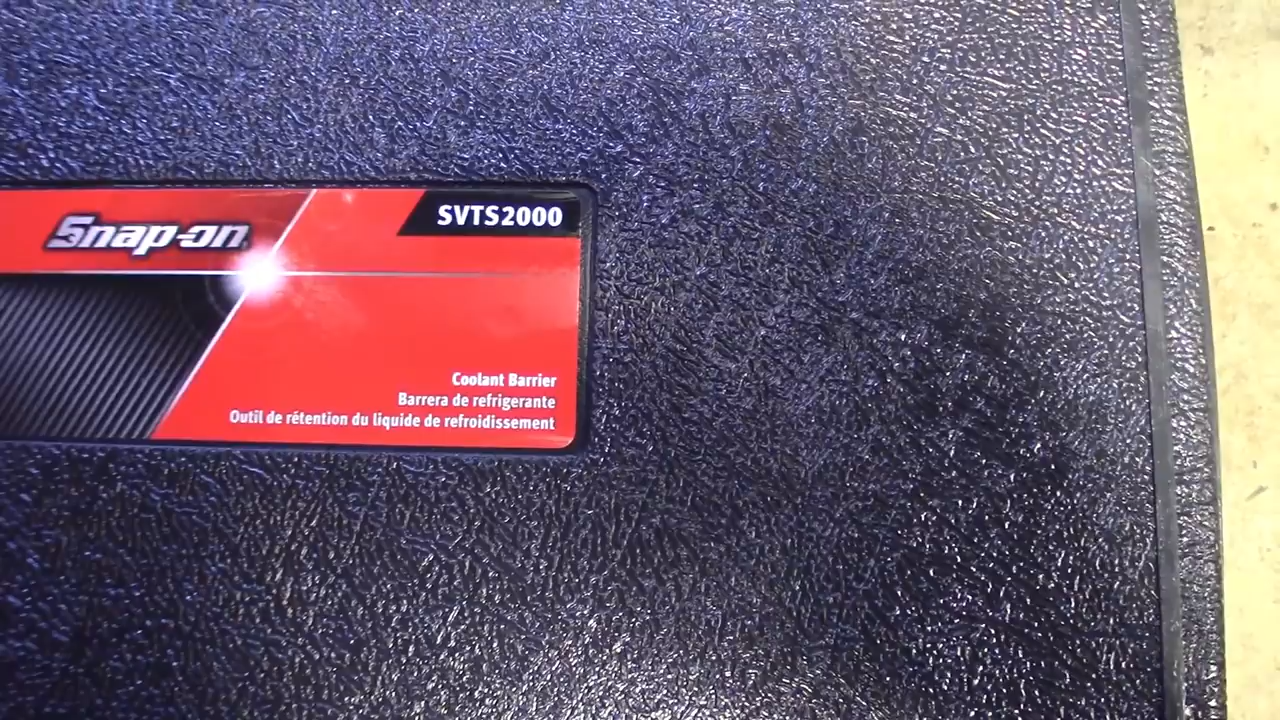 Snap-on
SVTS2000
Coolant Barrier
Barrera de refrigerante
Outil de rétention du liquide de refroidissement